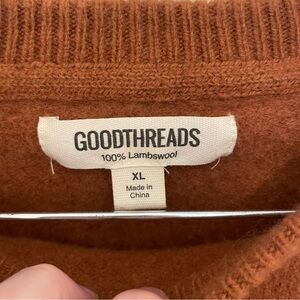 GOODTHREADS
100% Lambswool
XL
Made in
China